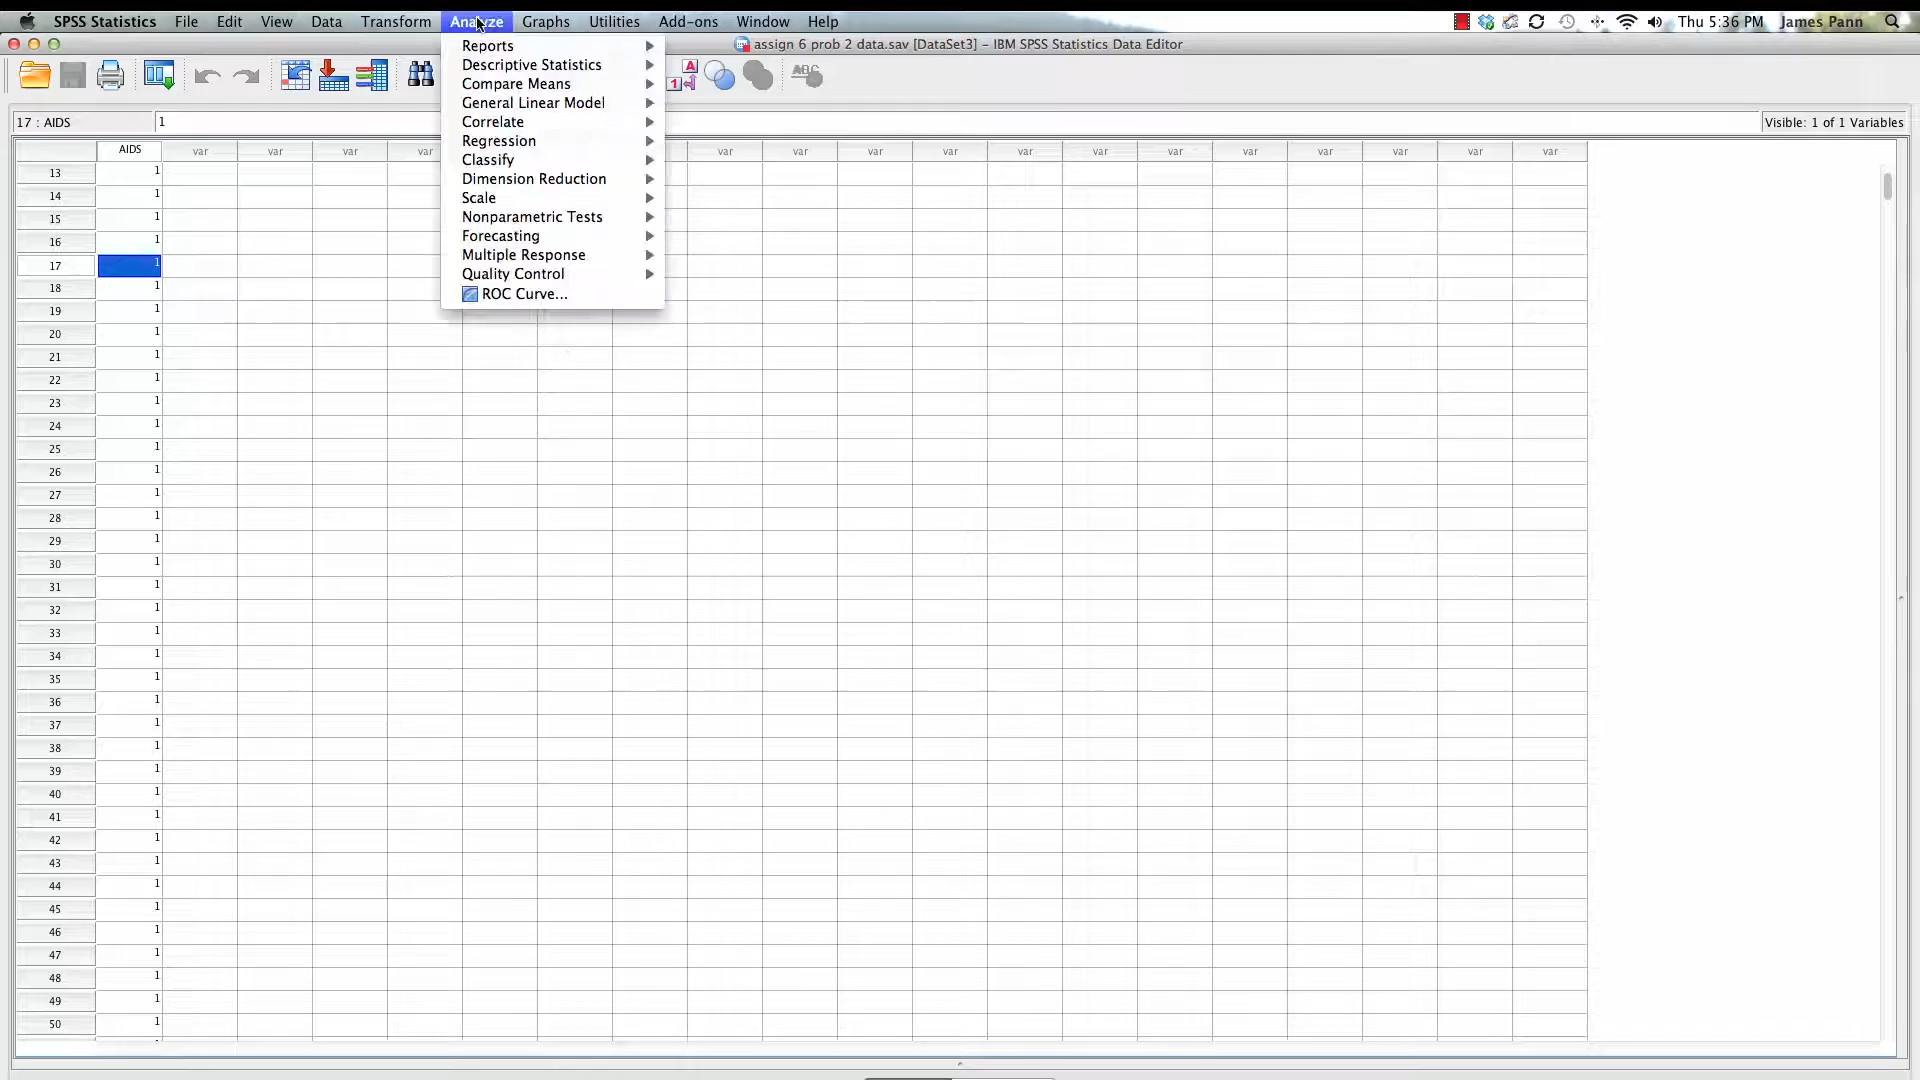 SPSS Statistics File Edit View Data Transform Analyze Graphs Utilities Add-ons Window Help Thu 5:36 PM James Pann
assign 6 prob 2 data.sav [DataSet3] – IBM SPSS Statistics Data Editor
Reports
Descriptive Statistics
Compare Means
General Linear Model
Correlate
Regression
Classify
Dimension Reduction
Scale
Nonparametric Tests
Forecasting
Multiple Response
Quality Control
ROC Curve...
A
1
ABC
17 : AIDS 1 Visible: 1 of 1 Variables
AIDS var var var var var var var var var var var var var var var var
13 1
14 1
15 1
16 1
17 1
18 1
19 1
20 1
21 1
22 1
23 1
24 1
25 1
26 1
27 1
28 1
29 1
30 1
31 1
32 1
33 1
34 1
35 1
36 1
37 1
38 1
39 1
40 1
41 1
42 1
43 1
44 1
45 1
46 1
47 1
48 1
49 1
50 1